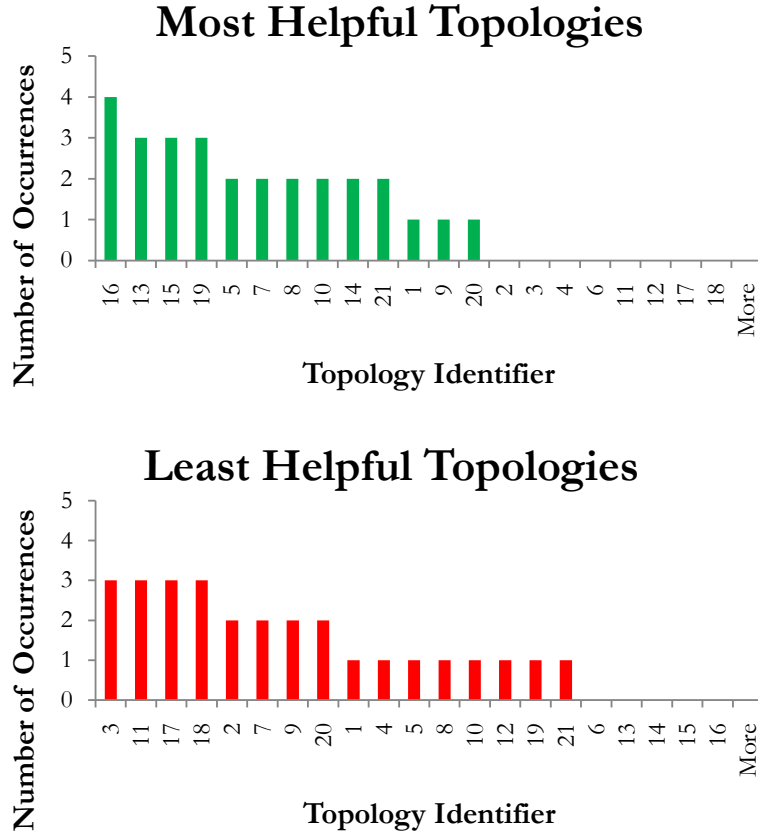 Most Helpful Topologies
Number of Occurrences
5
4
3
2
1
0
16 13 15 19 5 7 8 10 14 21 1 9 20 2 3 4 6 11 12 17 18 More
Topology Identifier
Least Helpful Topologies
Number of Occurrences
5
4
3
2
1
0
3 11 17 18 2 7 9 20 1 4 5 8 10 12 19 21 6 13 14 15 16 More
Topology Identifier